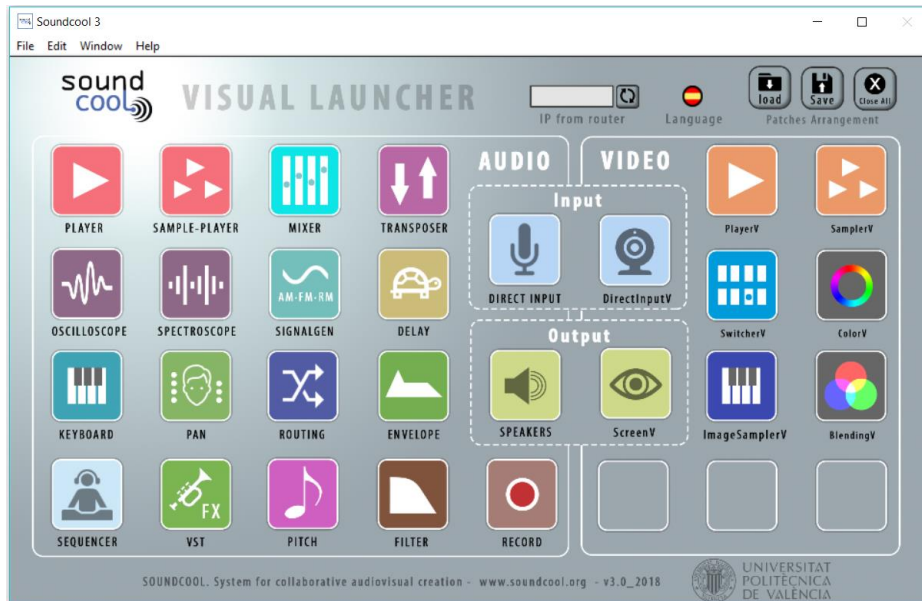 Soundcool 3
File Edit Window Help
sound
cool
VISUAL LAUNCHER
IP from router
Language
load
Save
Close All
Patches Arrangement
AUDIO
VIDEO
Input
PLAYER
SAMPLE-PLAYER
MIXER
TRANSPOSER
DIRECT INPUT
DirectInputV
PlayerV
SamplerV
AM-FM-RM
OSCILLOSCOPE
SPECTROSCOPE
SIGNALGEN
DELAY
SwitcherV
ColorV
Output
KEYBOARD
PAN
ROUTING
ENVELOPE
SPEAKERS
ScreenV
ImageSamplerV
BlendingV
FX
SEQUENCER
VST
PITCH
FILTER
RECORD
SOUNDCOOL. System for collaborative audiovisual creation - www.soundcool.org - v3.0_2018
UNIVERSITAT
POLITÈCNICA
DE VALÈNCIA